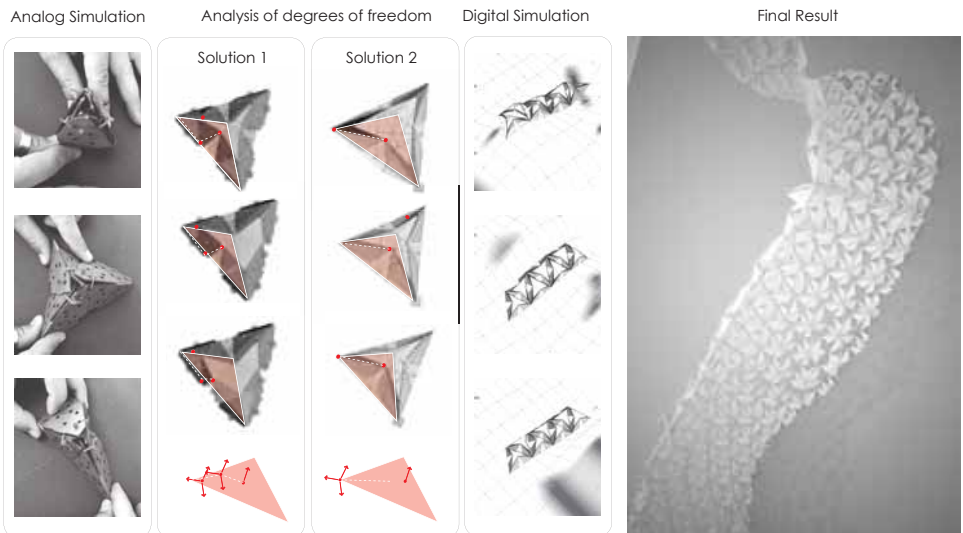 Analog Simulation
Analysis of degrees of freedom
Digital Simulation
Final Result
Solution 1
Solution 2